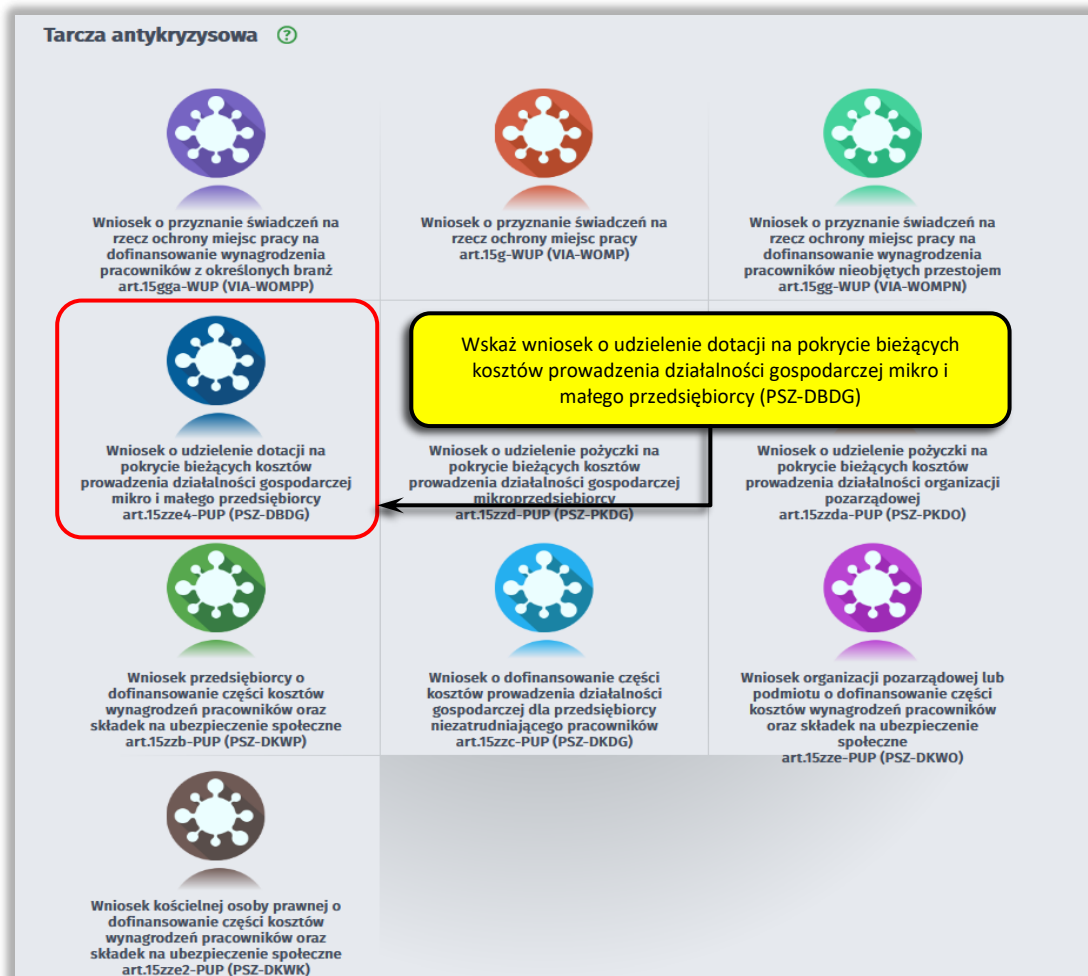 Tarcza antykryzysowa ?
Wniosek o przyznanie świadczeń na
rzecz ochrony miejsc pracy na
dofinansowanie wynagrodzenia
pracowników z określonych branż
art.15gga-WUP (VIA-WOMPP)
Wniosek o przyznanie świadczeń na
rzecz ochrony miejsc pracy
art.15g-WUP (VIA-WOMP)
Wniosek o przyznanie świadczeń na
rzecz ochrony miejsc pracy na
dofinansowanie wynagrodzenia
pracowników nieobjętych przestojem
art.15gg-WUP (VIA-WOMPN)
Wskaż wniosek o udzielenie dotacji na pokrycie bieżących
kosztów prowadzenia działalności gospodarczej mikro i
małego przedsiębiorcy (PSZ-DBDG)
Wniosek o udzielenie dotacji na
pokrycie bieżących kosztów
prowadzenia działalności gospodarczej
mikro i małego przedsiębiorcy
art.15zze4-PUP (PSZ-DBDG)
Wniosek o udzielenie pożyczki na
pokrycie bieżących kosztów
prowadzenia działalności gospodarczej
mikroprzedsiębiorcy
art.15zzd-PUP (PSZ-PKDG)
Wniosek o udzielenie pożyczki na
pokrycie bieżących kosztów
prowadzenia działalności organizacji
pozarządowej
art.15zzda-PUP (PSZ-PKDO)
Wniosek przedsiębiorcy o
dofinansowanie części kosztów
wynagrodzeń pracowników oraz
składek na ubezpieczenie społeczne
art.15zzb-PUP (PSZ-DKWP)
Wniosek o dofinansowanie części
kosztów prowadzenia działalności
gospodarczej dla przedsiębiorcy
niezatrudniającego pracowników
art.15zzc-PUP (PSZ-DKDG)
Wniosek organizacji pozarządowej lub
podmiotu o dofinansowanie części
kosztów wynagrodzeń pracowników
oraz składek na ubezpieczenie
społeczne
art.15zze-PUP (PSZ-DKWO)
Wniosek kościelnej osoby prawnej o
dofinansowanie części kosztów
wynagrodzeń pracowników oraz
składek na ubezpieczenie społeczne
art.15zze2-PUP (PSZ-DKWK)